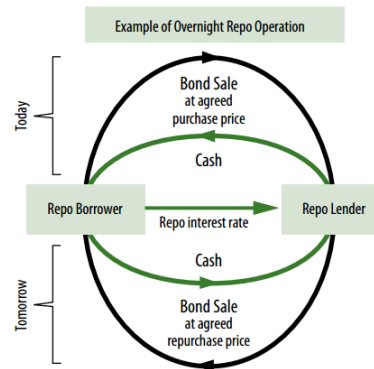 Example of Overnight Repo Operation
Today
Bond Sale
at agreed
purchase price
Cash
Repo Borrower
Repo interest rate
Repo Lender
Tomorrow
Cash
Bond Sale
at agreed
repurchase price